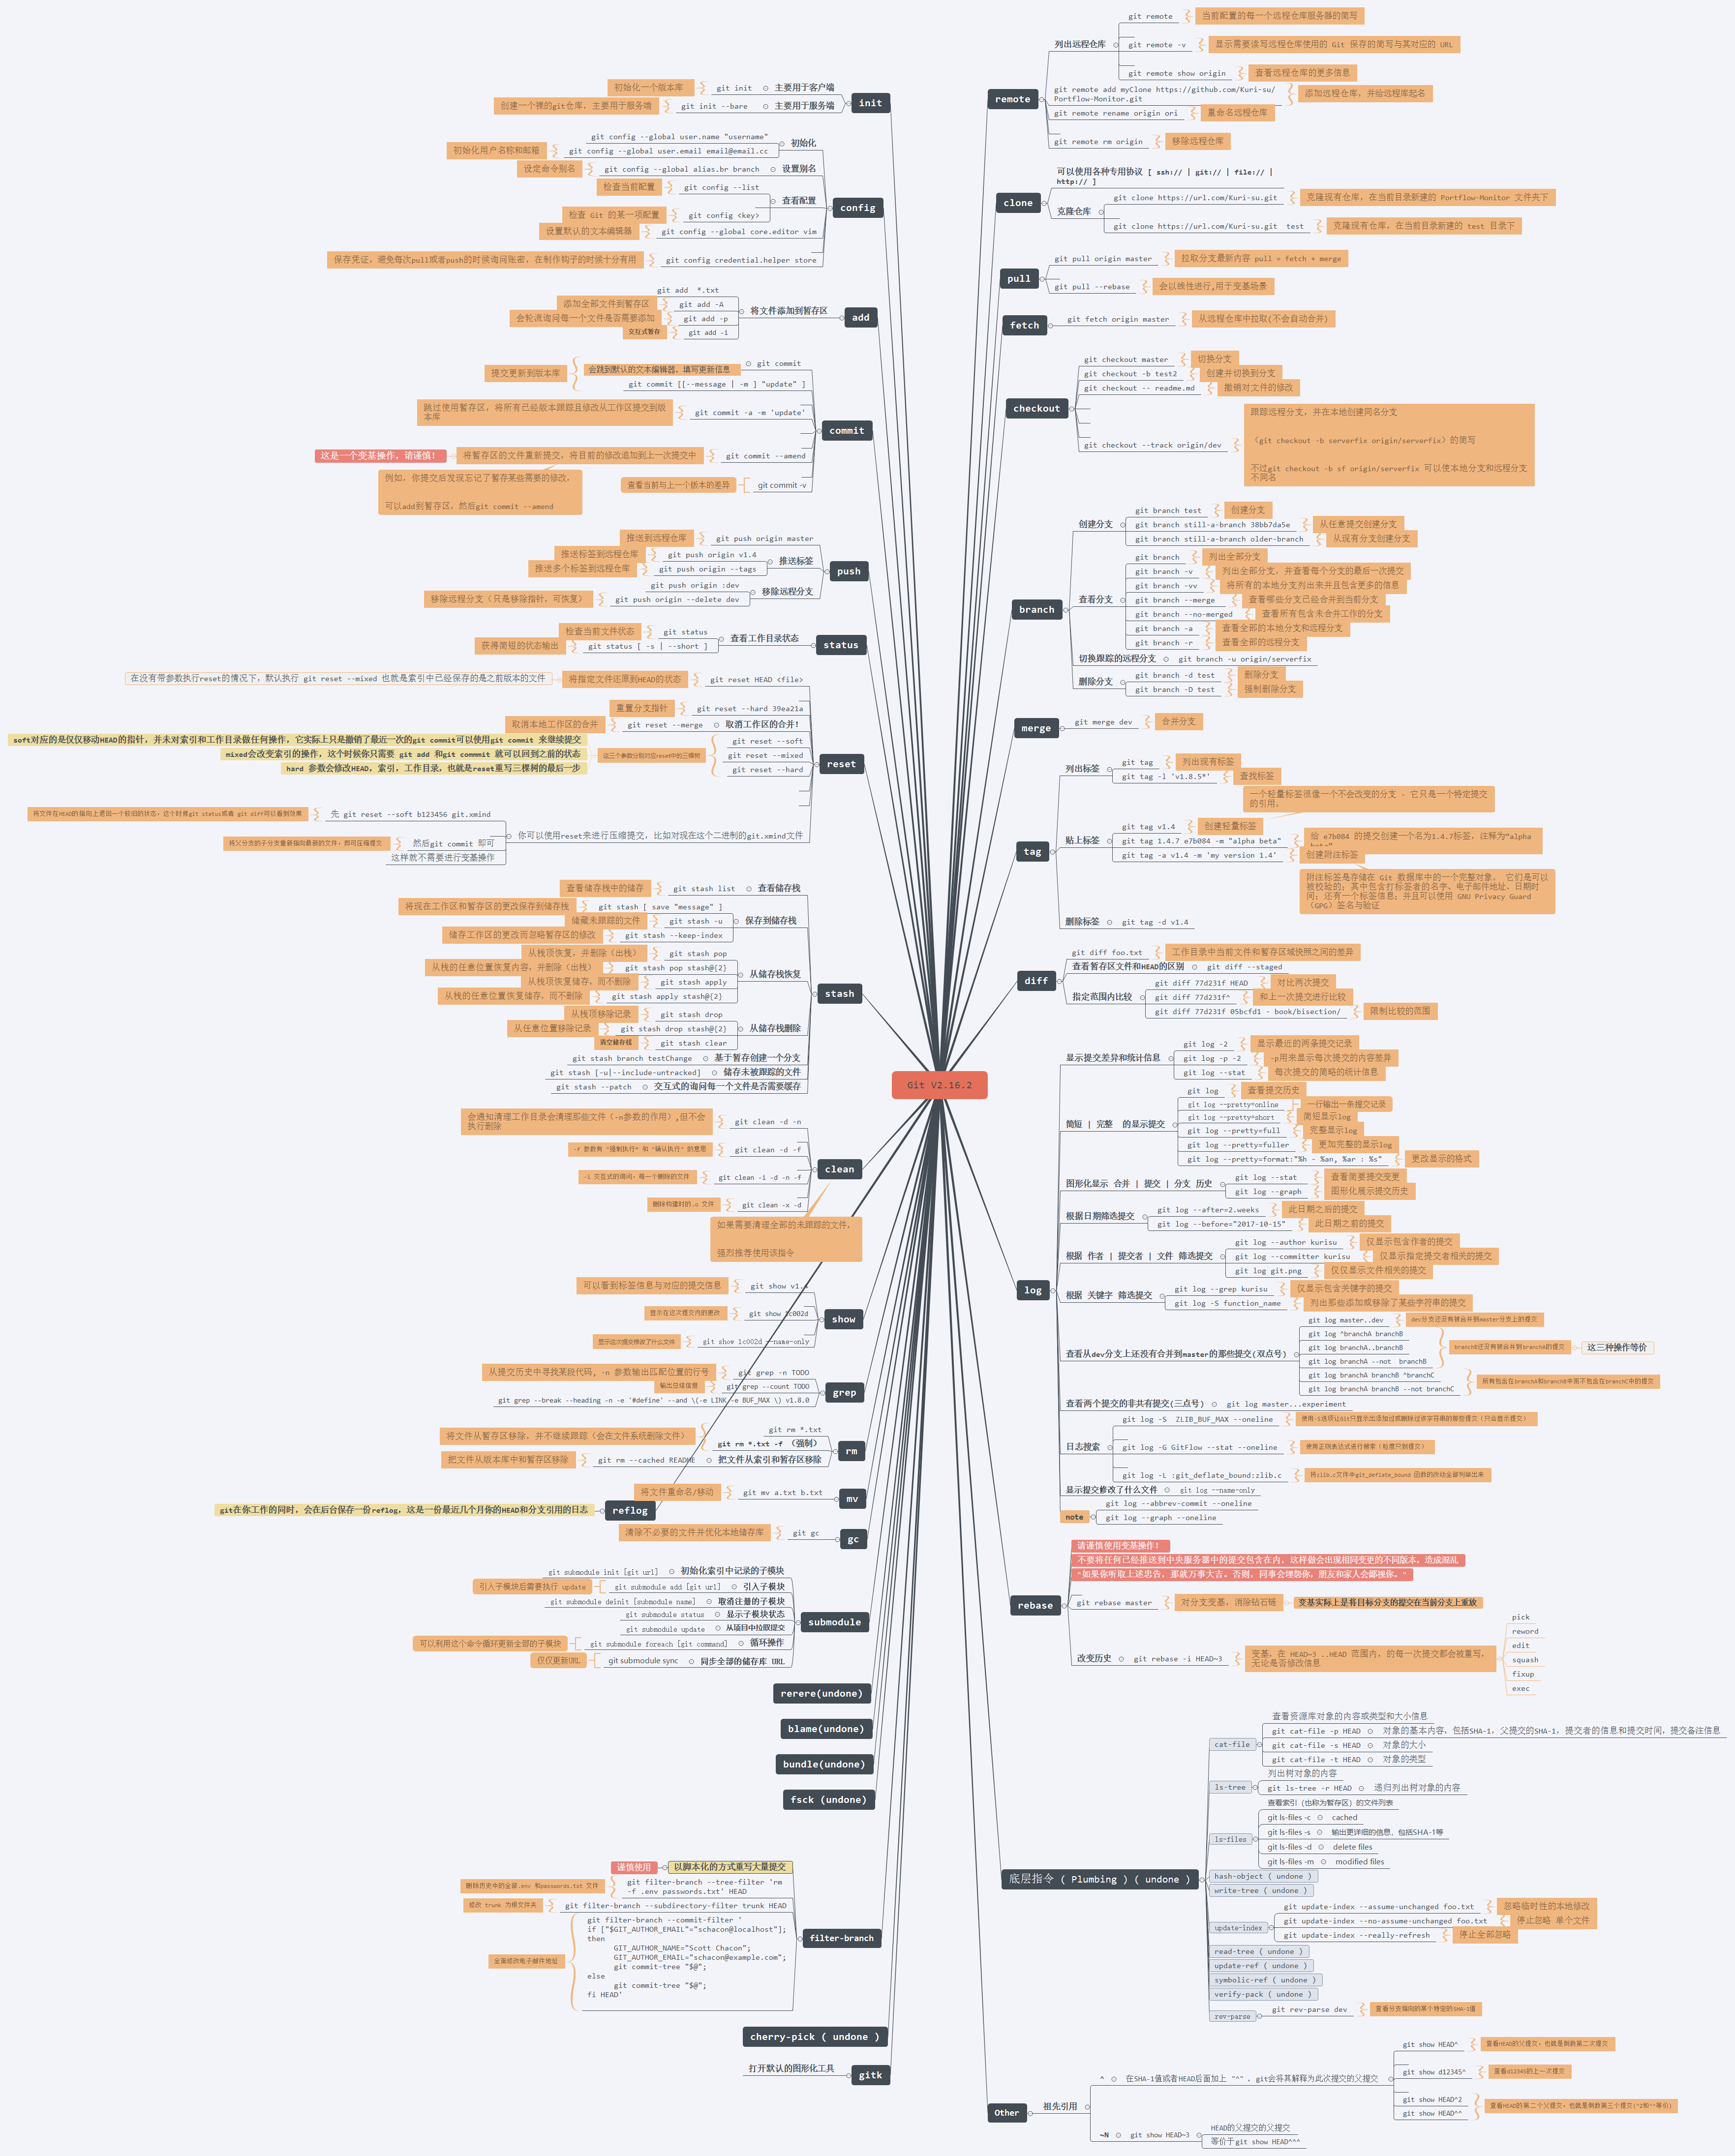 Git V2.16.2
init
git init
主要用于客户端
初始化一个版本库
git init --bare
主要用于服务端
创建一个裸的git仓库，主要用于服务端
config
初始化
git config --global user.name "username"
git config --global user.email email@email.cc
初始化用户名称和邮箱
设置别名
git config --global alias.br branch
设定命令别名
查看配置
git config --list
检查当前配置
git config <key>
检查 Git 的某一项配置
git config --global core.editor vim
设置默认的文本编辑器
git config credential.helper store
保存凭证，避免每次pull或者push的时候询问账密，在制作钩子的时候十分有用
add
将文件添加到暂存区
git add  *.txt
git add -A
添加全部文件到暂存区
git add -p
会轮流询问每一个文件是否需要添加
git add -i
交互式暂存
commit
git commit
会跳到默认的文本编辑器，填写更新信息
git commit [[--message | -m ] "update" ]
提交更新到版本库
git commit -a -m 'update'
跳过使用暂存区，将所有已经版本跟踪且修改从工作区提交到版
本库
git commit --amend
将暂存区的文件重新提交，将目前的修改追加到上一次提交中
这是一个变基操作，请谨慎！
例如，你提交后发现忘记了暂存某些需要的修改，
可以add到暂存区，然后git commit --amend
git commit -v
查看当前与上一个版本的差异
push
git push origin master
推送到远程仓库
推送标签
git push origin v1.4
推送标签到远程仓库
git push origin --tags
推送多个标签到远程仓库
移除远程分支
git push origin :dev
git push origin --delete dev
移除远程分支（只是移除指针，可恢复）
status
查看工作目录状态
git status
检查当前文件状态
git status [ -s | --short ]
获得简短的状态输出
reset
git reset HEAD <file>
将指定文件还原到HEAD的状态
在没有带参数执行reset的情况下，默认执行 git reset --mixed 也就是索引中已经保存的是之前版本的文件
git reset --hard 39ea21a
重置分支指针
取消工作区的合并！
git reset --merge
取消本地工作区的合并
git reset --soft
git reset --mixed
git reset --hard
这三个参数分别对应reset中的三棵树
soft对应的是仅仅移动HEAD的指针，并未对索引和工作目录做任何操作，它实际上只是撤销了最近一次的git commit可以使用git commit 来继续提交
mixed会改变索引的操作，这个时候你只需要 git add 和git commmit 就可以回到之前的状态
hard 参数会修改HEAD，索引，工作目录，也就是reset重写三棵树的最后一步
你可以使用reset来进行压缩提交，比如对现在这个二进制的git.xmind文件
先 git reset --soft b123456 git.xmind
将文件在HEAD的指向上退回一个较旧的状态，这个时候git status或者 git diff可以看到效果
然后git commit 即可
将父分支的子分支重新指向最新的文件，即可压缩提交
这样就不需要进行变基操作
stash
查看储存栈
git stash list
查看储存栈中的储存
保存到储存栈
git stash [ save "message" ]
将现在工作区和暂存区的更改保存到储存栈
git stash -u
储藏未跟踪的文件
git stash --keep-index
储存工作区的更改而忽略暂存区的修改
从储存栈恢复
git stash pop
从栈顶恢复，并删除（出栈）
git stash pop stash@{2}
从栈的任意位置恢复内容，并删除（出栈）
git stash apply
从栈顶恢复储存，而不删除
git stash apply stash@{2}
从栈的任意位置恢复储存，而不删除
从储存栈删除
git stash drop
从栈顶移除记录
git stash drop stash@{2}
从任意位置移除记录
git stash clear
清空储存栈
基于暂存创建一个分支
git stash branch testChange
储存未被跟踪的文件
git stash [-u|--include-untracked]
交互式的询问每一个文件是否需要缓存
git stash --patch
clean
git clean -d -n
会通知清理工作目录会清理那些文件（-n参数的作用）,但不会
执行删除
git clean -d -f
-f 参数有 "强制执行" 和 "确认执行" 的意思
git clean -i -d -n -f
-i 交互式的询问，每一个删除的文件
git clean -x -d
删除构建时的 .o 文件
如果需要清理全部的未跟踪的文件，
强烈推荐使用该指令
show
git show v1.4
可以看到标签信息与对应的提交信息
git show 1c002d
显示在这次提交内的更改
git show 1c002d --name-only
显示这次提交修改了什么文件
grep
git grep -n TODO
从提交历史中寻找某段代码，-n 参数输出匹配位置的行号
git grep --count TODO
输出总结信息
git grep --break --heading -n -e '#define' --and \(-e LINK -e BUF_MAX \) v1.8.0
rm
git rm *.txt
git rm *.txt -f （强制）
将文件从暂存区移除，并不继续跟踪（会在文件系统删除文件）
把文件从索引和暂存区移除
git rm --cached README
把文件从版本库中和暂存区移除
mv
git mv a.txt b.txt
将文件重命名/移动
reflog
git在你工作的同时，会在后台保存一份reflog，这是一份最近几个月你的HEAD和分支引用的日志
gc
git gc
清除不必要的文件并优化本地储存库
submodule
初始化索引中记录的子模块
git submodule init [git url]
引入子模块
git submodule add [git url]
引入子模块后需要执行 update
取消注册的子模块
git submodule deinit [submodule name]
显示子模块状态
git submodule status
从项目中拉取提交
git submodule update
循环操作
git submodule foreach [git command]
可以利用这个命令循环更新全部的子模块
同步全部的储存库 URL
git submodule sync
仅仅更新URL
rerere(undone)
blame(undone)
bundle(undone)
fsck (undone)
filter-branch
以脚本化的方式重写大量提交
谨慎使用
git filter-branch --tree-filter 'rm
-f .env passwords.txt' HEAD
删除历史中的全部.env 和passwords.txt 文件
git filter-branch --subdirectory-filter trunk HEAD
修改 trunk 为根文件夹
git filter-branch --commit-filter '
if ["$GIT_AUTHOR_EMAIL"="schacon@localhost"];
then
GIT_AUTHOR_NAME="Scott Chacon";
GIT_AUTHOR_EMAIL="schacon@example.com";
git commit-tree "$@";
else
git commit-tree "$@";
fi HEAD'
全面修改电子邮件地址
cherry-pick ( undone )
gitk
打开默认的图形化工具
remote
列出远程仓库
git remote
当前配置的每一个远程仓库服务器的简写
git remote -v
显示需要读写远程仓库使用的 Git 保存的简写与其对应的 URL
git remote show origin
查看远程仓库的更多信息
git remote add myClone https://github.com/Kuri-su/
Portflow-Monitor.git
添加远程仓库，并给远程库起名
git remote rename origin ori
重命名远程仓库
git remote rm origin
移除远程仓库
clone
可以使用各种专用协议 [ ssh:// | git:// | file:// |
http:// ]
克隆仓库
git clone https://url.com/Kuri-su.git
克隆现有仓库，在当前目录新建的 Portflow-Monitor 文件夹下
git clone https://url.com/Kuri-su.git  test
克隆现有仓库，在当前目录新建的 test 目录下
pull
git pull origin master
拉取分支最新内容 pull = fetch + merge
git pull --rebase
会以线性进行,用于变基场景
fetch
git fetch origin master
从远程仓库中拉取(不会自动合并)
checkout
git checkout master
切换分支
git checkout -b test2
创建并切换到分支
git checkout -- readme.md
撤销对文件的修改
git checkout --track origin/dev
跟踪远程分支，并在本地创建同名分支
（git checkout -b serverfix origin/serverfix）的简写
不过git checkout -b sf origin/serverfix 可以使本地分支和远程分支
不同名
branch
创建分支
git branch test
创建分支
git branch still-a-branch 38bb7da5e
从任意提交创建分支
git branch still-a-branch older-branch
从现有分支创建分支
查看分支
git branch
列出全部分支
git branch -v
列出全部分支，并查看每个分支的最后一次提交
git branch -vv
将所有的本地分支列出来并且包含更多的信息
git branch --merge
查看哪些分支已经合并到当前分支
git branch --no-merged
查看所有包含未合并工作的分支
git branch -a
查看全部的本地分支和远程分支
git branch -r
查看全部的远程分支
切换跟踪的远程分支
git branch -u origin/serverfix
删除分支
git branch -d test
删除分支
git branch -D test
强制删除分支
merge
git merge dev
合并分支
tag
列出标签
git tag
列出现有标签
git tag -l 'v1.8.5*'
查找标签
一个轻量标签很像一个不会改变的分支 - 它只是一个特定提交
的引用。
贴上标签
git tag v1.4
创建轻量标签
git tag 1.4.7 e7b084 -m "alpha beta"
给 e7b084 的提交创建一个名为1.4.7标签，注释为"alpha
beta"
git tag -a v1.4 -m 'my version 1.4'
创建附注标签
附注标签是存储在 Git 数据库中的一个完整对象， 它们是可以
被校验的；其中包含打标签者的名字、电子邮件地址、日期时
间；还有一个标签信息；并且可以使用 GNU Privacy Guard
（GPG）签名与验证
删除标签
git tag -d v1.4
diff
git diff foo.txt
工作目录中当前文件和暂存区域快照之间的差异
查看暂存区文件和HEAD的区别
git diff --staged
指定范围内比较
git diff 77d231f HEAD
对比两次提交
git diff 77d231f^
和上一次提交进行比较
git diff 77d231f 05bcfd1 - book/bisection/
限制比较的范围
log
显示提交差异和统计信息
git log -2
显示最近的两条提交记录
git log -p -2
-p用来显示每次提交的内容差异
git log --stat
每次提交的简略的统计信息
简短 | 完整  的显示提交
git log
查看提交历史
git log --pretty=online
一行输出一条提交记录
git log --pretty=short
简短显示log
git log --pretty=full
完整显示log
git log --pretty=fuller
更加完整的显示log
git log --pretty=format:"%h - %an, %ar : %s"
更改显示的格式
图形化显示 合并 | 提交 | 分支 历史
git log --stat
查看简要提交变更
git log --graph
图形化展示提交历史
根据日期筛选提交
git log --after=2.weeks
此日期之后的提交
git log --before="2017-10-15"
此日期之前的提交
根据 作者 | 提交者 | 文件 筛选提交
git log --author kurisu
仅显示包含作者的提交
git log --committer kurisu
仅显示指定提交者相关的提交
git log git.png
仅仅显示文件相关的提交
根据 关键字 筛选提交
git log --grep kurisu
仅显示包含关键字的提交
git log -S function_name
列出那些添加或移除了某些字符串的提交
查看从dev分支上还没有合并到master的那些提交(双点号)
git log master..dev
dev分支还没有被合并到master分支上的提交
git log ^branchA branchB
git log branchA..branchB
git log branchA --not  branchB
branchB还没有被合并到branchA的提交
这三种操作等价
git log branchA branchB ^branchC
git log branchA branchB --not branchC
所有包含在branchA和branchB中而不包含在branchC中的提交
查看两个提交的非共有提交(三点号)
git log master...experiment
日志搜索
git log -S  ZLIB_BUF_MAX --oneline
使用-S选项让Git只显示出添加过或删除过该字符串的那些提交（只会显示提交）
git log -G GitFlow --stat --oneline
使用正则表达式进行搜索（粒度只到提交）
git log -L :git_deflate_bound:zlib.c
将zlib.c文件中git_deflate_bound 函数的改动全部列举出来
显示提交修改了什么文件
git log --name-only
note
git log --abbrev-commit --oneline
git log --graph --oneline
rebase
请谨慎使用变基操作！
不要将任何已经推送到中央服务器中的提交包含在内，这样做会出现相同变更的不同版本，造成混乱
"如果你听取上述忠告，那就万事大吉。否则，同事会埋怨你，朋友和家人会鄙视你。"
git rebase master
对分支变基，消除钻石链
变基实际上是将目标分支的提交在当前分支上重放
改变历史
git rebase -i HEAD~3
变基，在 HEAD~3 ..HEAD 范围内，的每一次提交都会被重写，
无论是否修改信息
pick
reword
edit
squash
fixup
exec
底层指令 ( Plumbing ) ( undone )
cat-file
查看资源库对象的内容或类型和大小信息
git cat-file -p HEAD
对象的基本内容，包括SHA-1，父提交的SHA-1，提交者的信息和提交时间，提交备注信息
git cat-file -s HEAD
对象的大小
git cat-file -t HEAD
对象的类型
ls-tree
列出树对象的内容
git ls-tree -r HEAD
递归列出树对象的内容
ls-files
查看索引（也称为暂存区）的文件列表
git ls-files -c
cached
git ls-files -s
输出更详细的信息，包括SHA-1等
git ls-files -d
delete files
git ls-files -m
modified files
hash-object ( undone )
write-tree ( undone )
update-index
git update-index --assume-unchanged foo.txt
忽略临时性的本地修改
git update-index --no-assume-unchanged foo.txt
停止忽略 单个文件
git update-index --really-refresh
停止全部忽略
read-tree ( undone )
update-ref ( undone )
symbolic-ref ( undone )
verify-pack ( undone )
rev-parse
git rev-parse dev
查看分支指向的某个特定的SHA-1值
Other
祖先引用
^
在SHA-1值或者HEAD后面加上 "^" ，git会将其解释为此次提交的父提交
git show HEAD^
查看HEAD的父提交，也就是倒数第二次提交
git show d12345^
查看d12345的上一次提交
git show HEAD^2
git show HEAD^^
查看HEAD的第二个父提交，也就是倒数第三个提交(^2和^^等价)
~N
git show HEAD~3
HEAD的父提交的父提交
等价于git show HEAD^^^